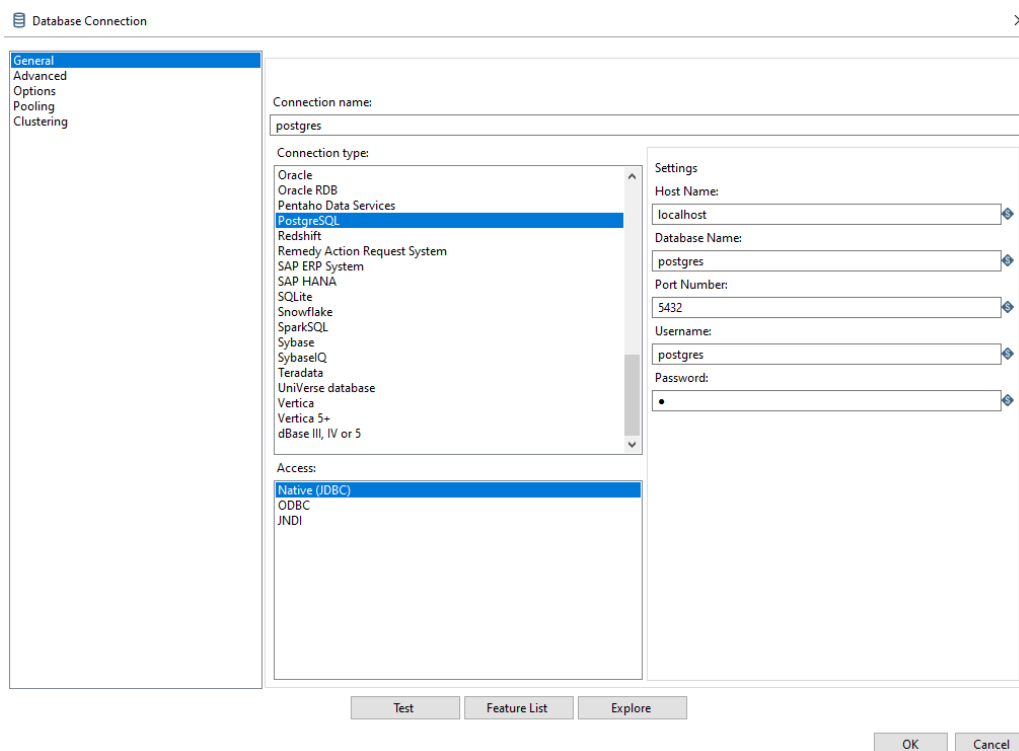 Database Connection
General
Advanced
Options
Pooling
Clustering
Connection name:
postgres
Connection type:
Oracle
Oracle RDB
Pentaho Data Services
PostgreSQL
Redshift
Remedy Action Request System
SAP ERP System
SAP HANA
SQLite
Snowflake
SparkSQL
Sybase
SybaseIQ
Teradata
UniVerse database
Vertica
Vertica 5+
dBase III, IV or 5
Access:
Native (JDBC)
ODBC
JNDI
Settings
Host Name:
localhost
Database Name:
postgres
Port Number:
5432
Username:
postgres
Password:
●
Test Feature List Explore
OK Cancel